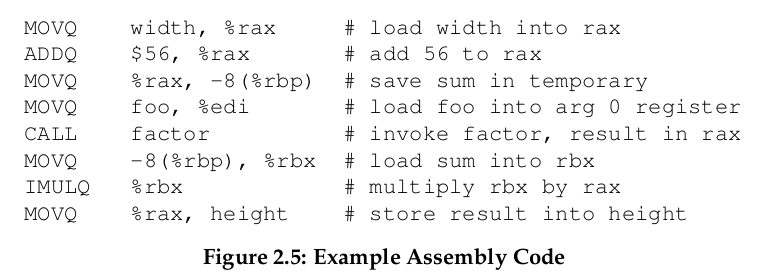 MOVQ width, %rax # load width into rax
ADDQ $56, %rax # add 56 to rax
MOVQ %rax, -8(%rbp) # save sum in temporary
MOVQ foo, %edi # load foo into arg 0 register
CALL factor # invoke factor, result in rax
MOVQ -8(%rbp), %rbx # load sum into rbx
IMULQ %rbx # multiply rbx by rax
MOVQ %rax, height # store result into height
Figure 2.5: Example Assembly Code